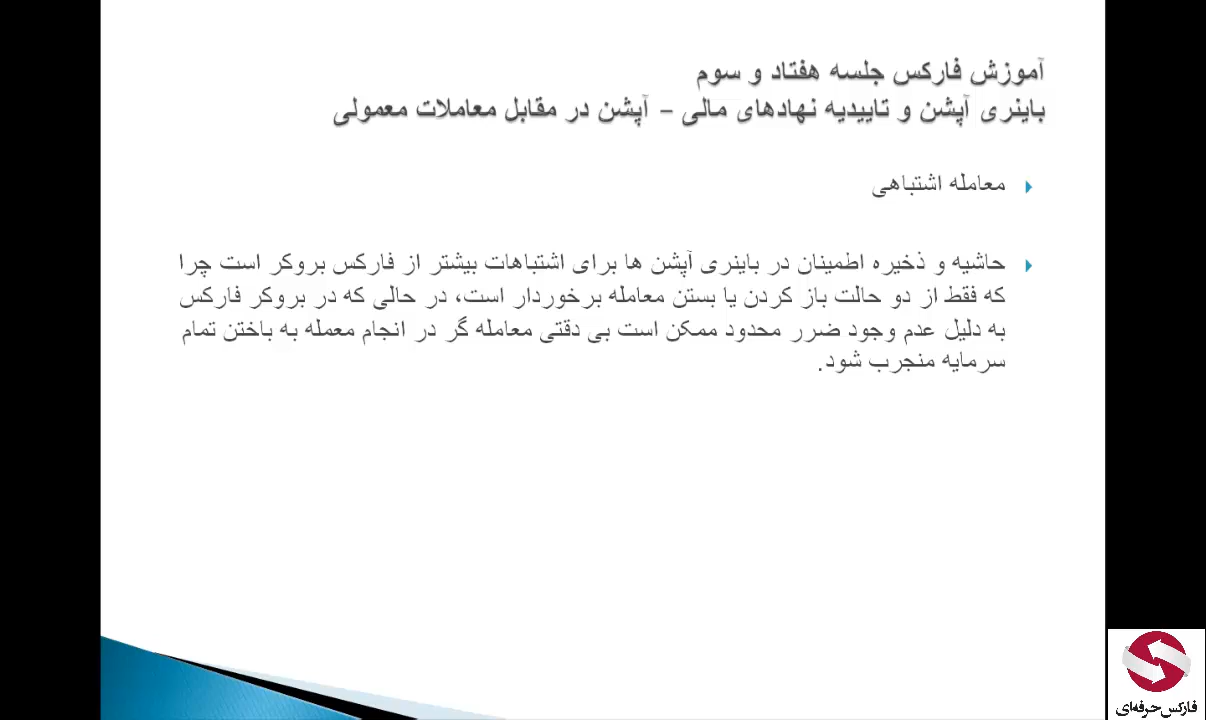 آموزش فارکس جلسه هفتاد و سوم
باینری آپشن و تاییدیه نهادهای مالی – آپشن در مقابل معاملات معمولی
معامله اشتباهی
حاشیه و ذخیره اطمینان در باینری آپشن ها برای اشتباهات بیشتر از فارکس بروکر است چرا
که فقط از دو حالت باز کردن یا بستن معامله برخوردار است، در حالی که در بروکر فارکس
به دلیل عدم وجود ضرر محدود ممکن است بی دقتی معامله گر در انجام معمله به باختن تمام
سرمایه منجرب شود.
فارکس حرفه‌ای